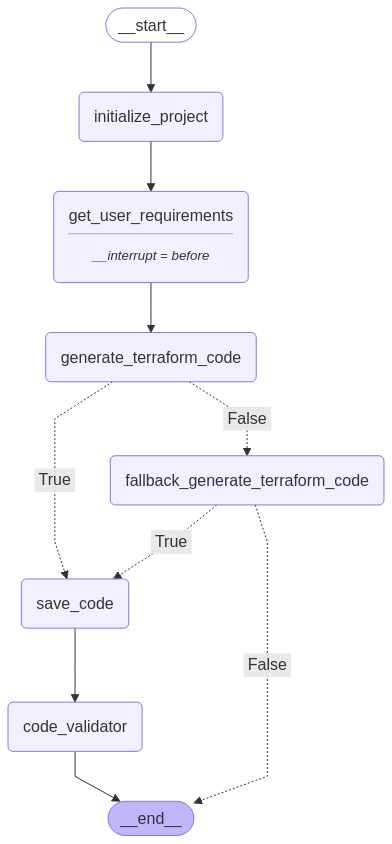 __start__
initialize_project
get_user_requirements
__interrupt = before
generate_terraform_code
False
True
fallback_generate_terraform_code
True
save_code
False
code_validator
__end__